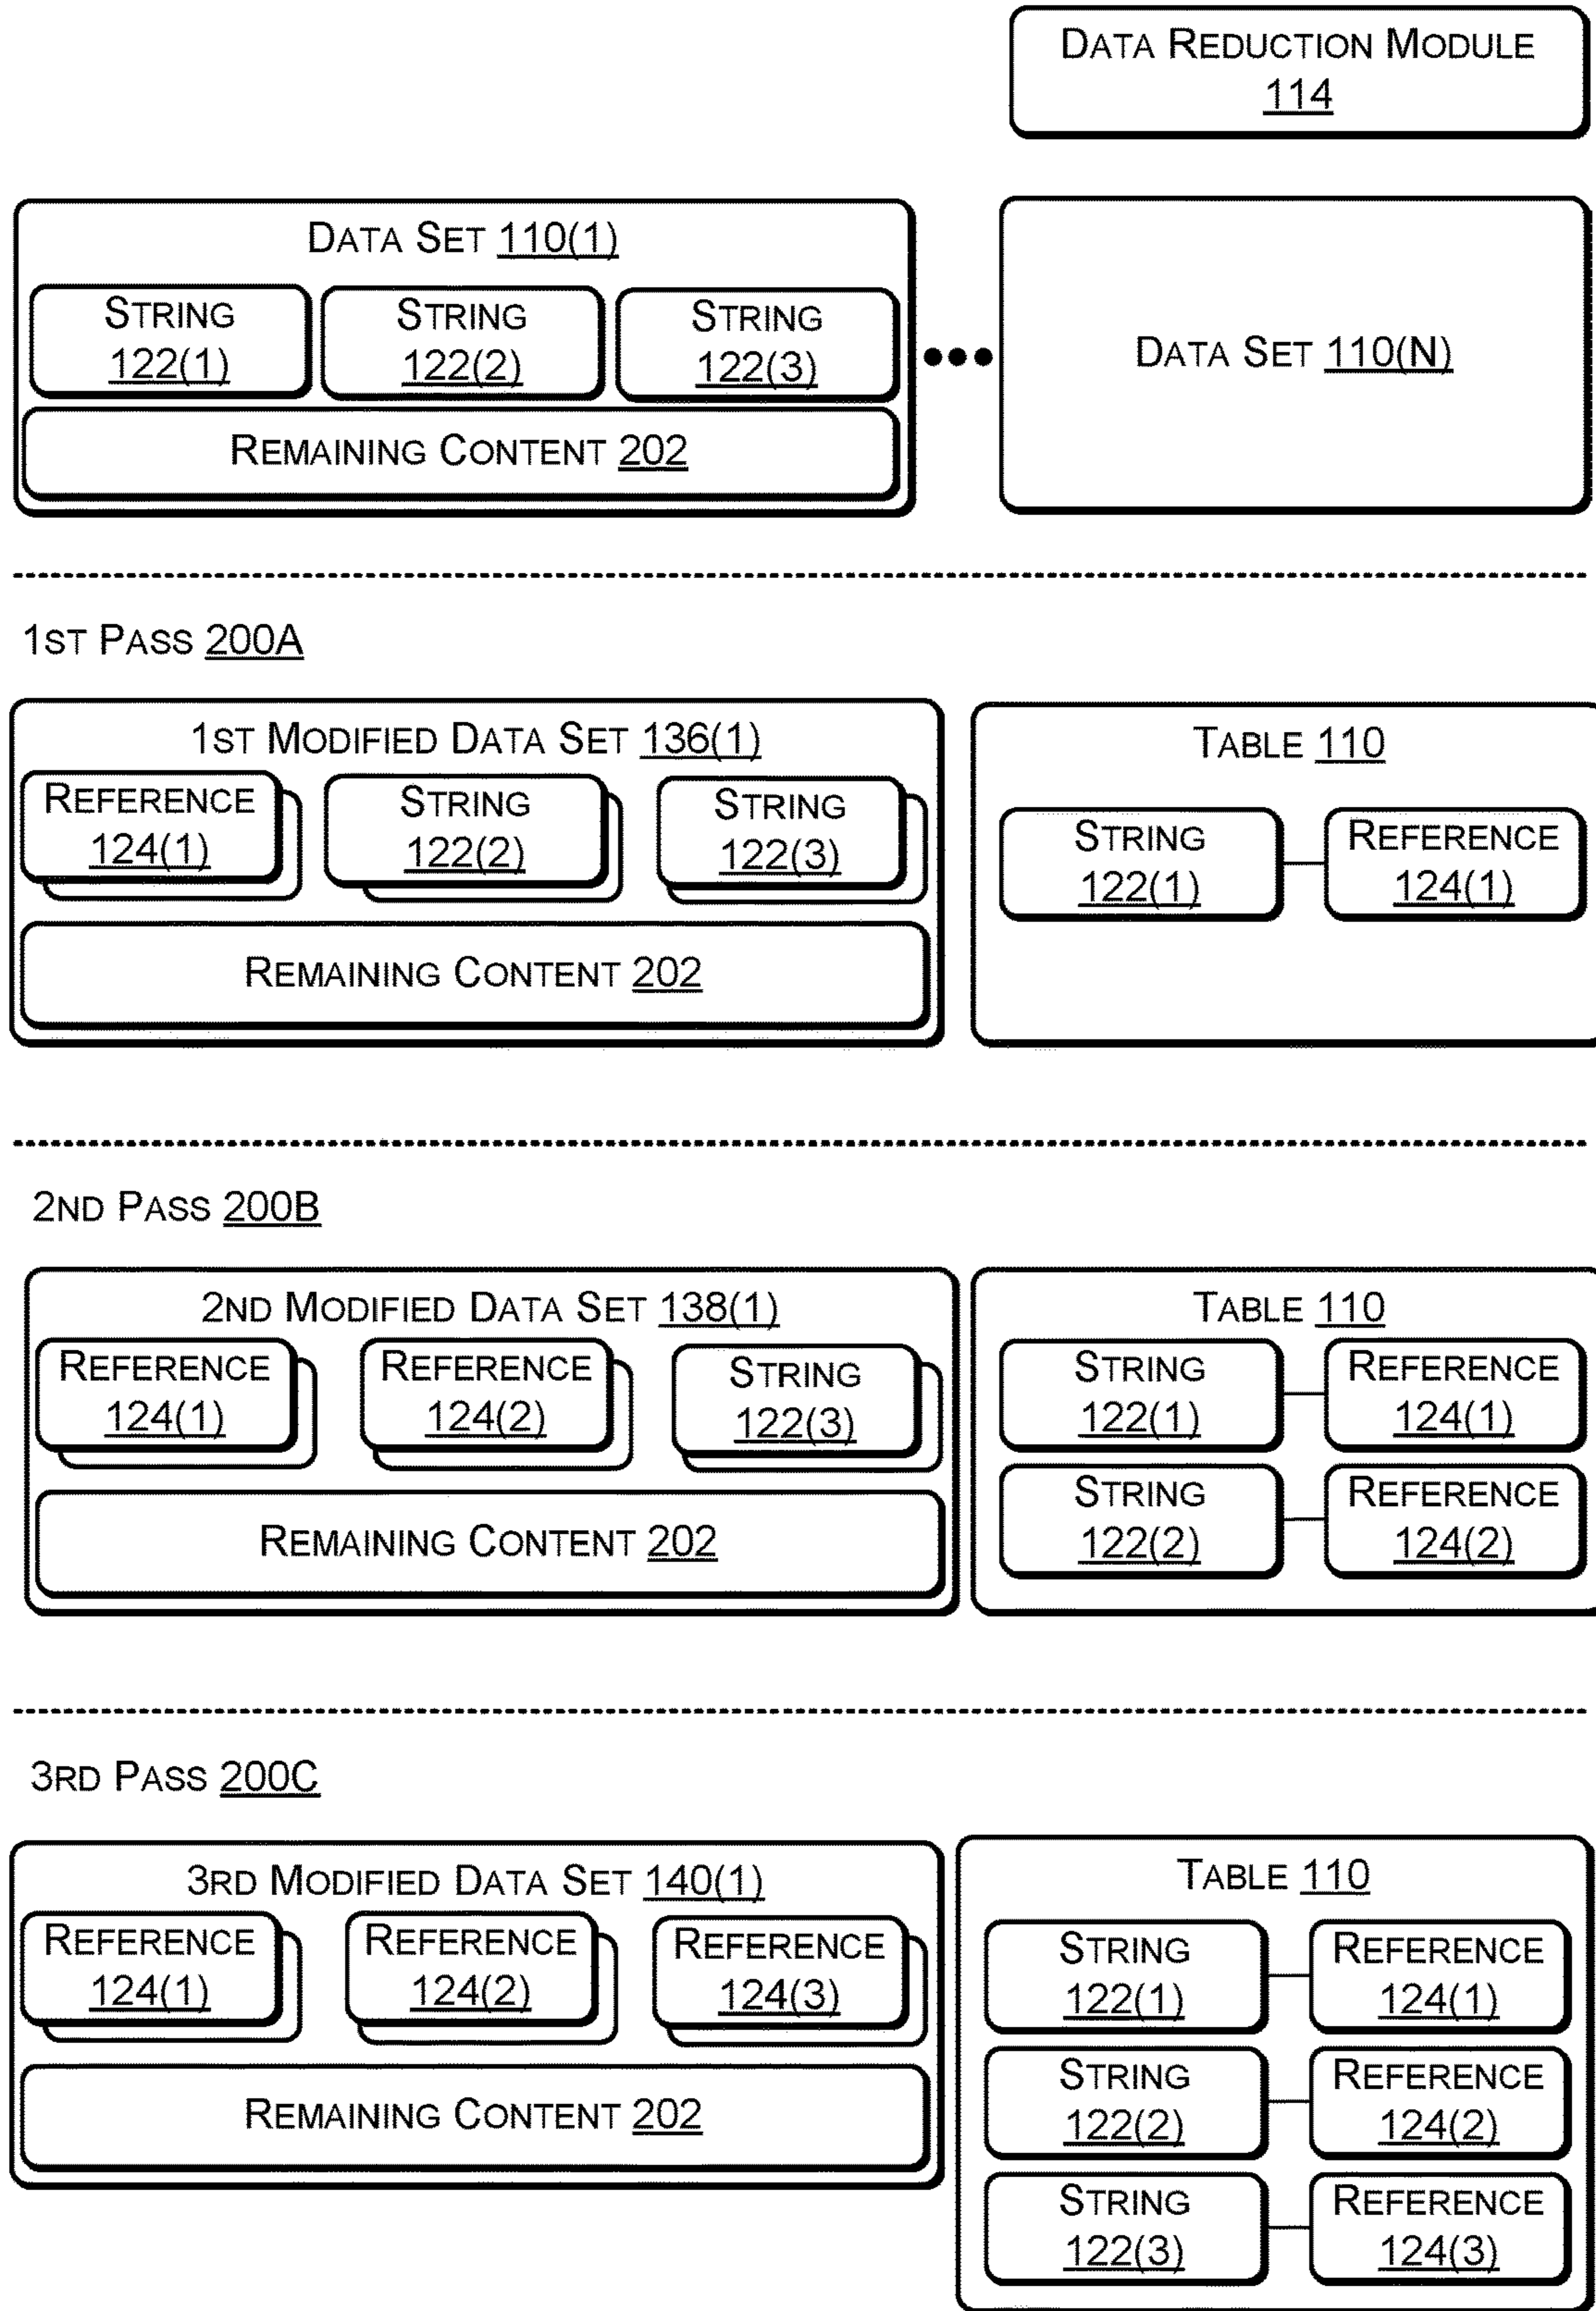 DATA REDUCTION MODULE
114
DATA SET 110(1)
STRING
122(1)
STRING
122(2)
STRING
122(3)
REMAINING CONTENT 202
DATA SET 110(N)
1ST PASS 200A
1ST MODIFIED DATA SET 136(1)
REFERENCE
124(1)
STRING
122(2)
STRING
122(3)
REMAINING CONTENT 202
TABLE 110
STRING
122(1)
REFERENCE
124(1)
2ND PASS 200B
2ND MODIFIED DATA SET 138(1)
REFERENCE
124(1)
REFERENCE
124(2)
STRING
122(3)
REMAINING CONTENT 202
TABLE 110
STRING
122(1)
REFERENCE
124(1)
STRING
122(2)
REFERENCE
124(2)
3RD PASS 200C
3RD MODIFIED DATA SET 140(1)
REFERENCE
124(1)
REFERENCE
124(2)
REFERENCE
124(3)
REMAINING CONTENT 202
TABLE 110
STRING
122(1)
REFERENCE
124(1)
STRING
122(2)
REFERENCE
124(2)
STRING
122(3)
REFERENCE
124(3)